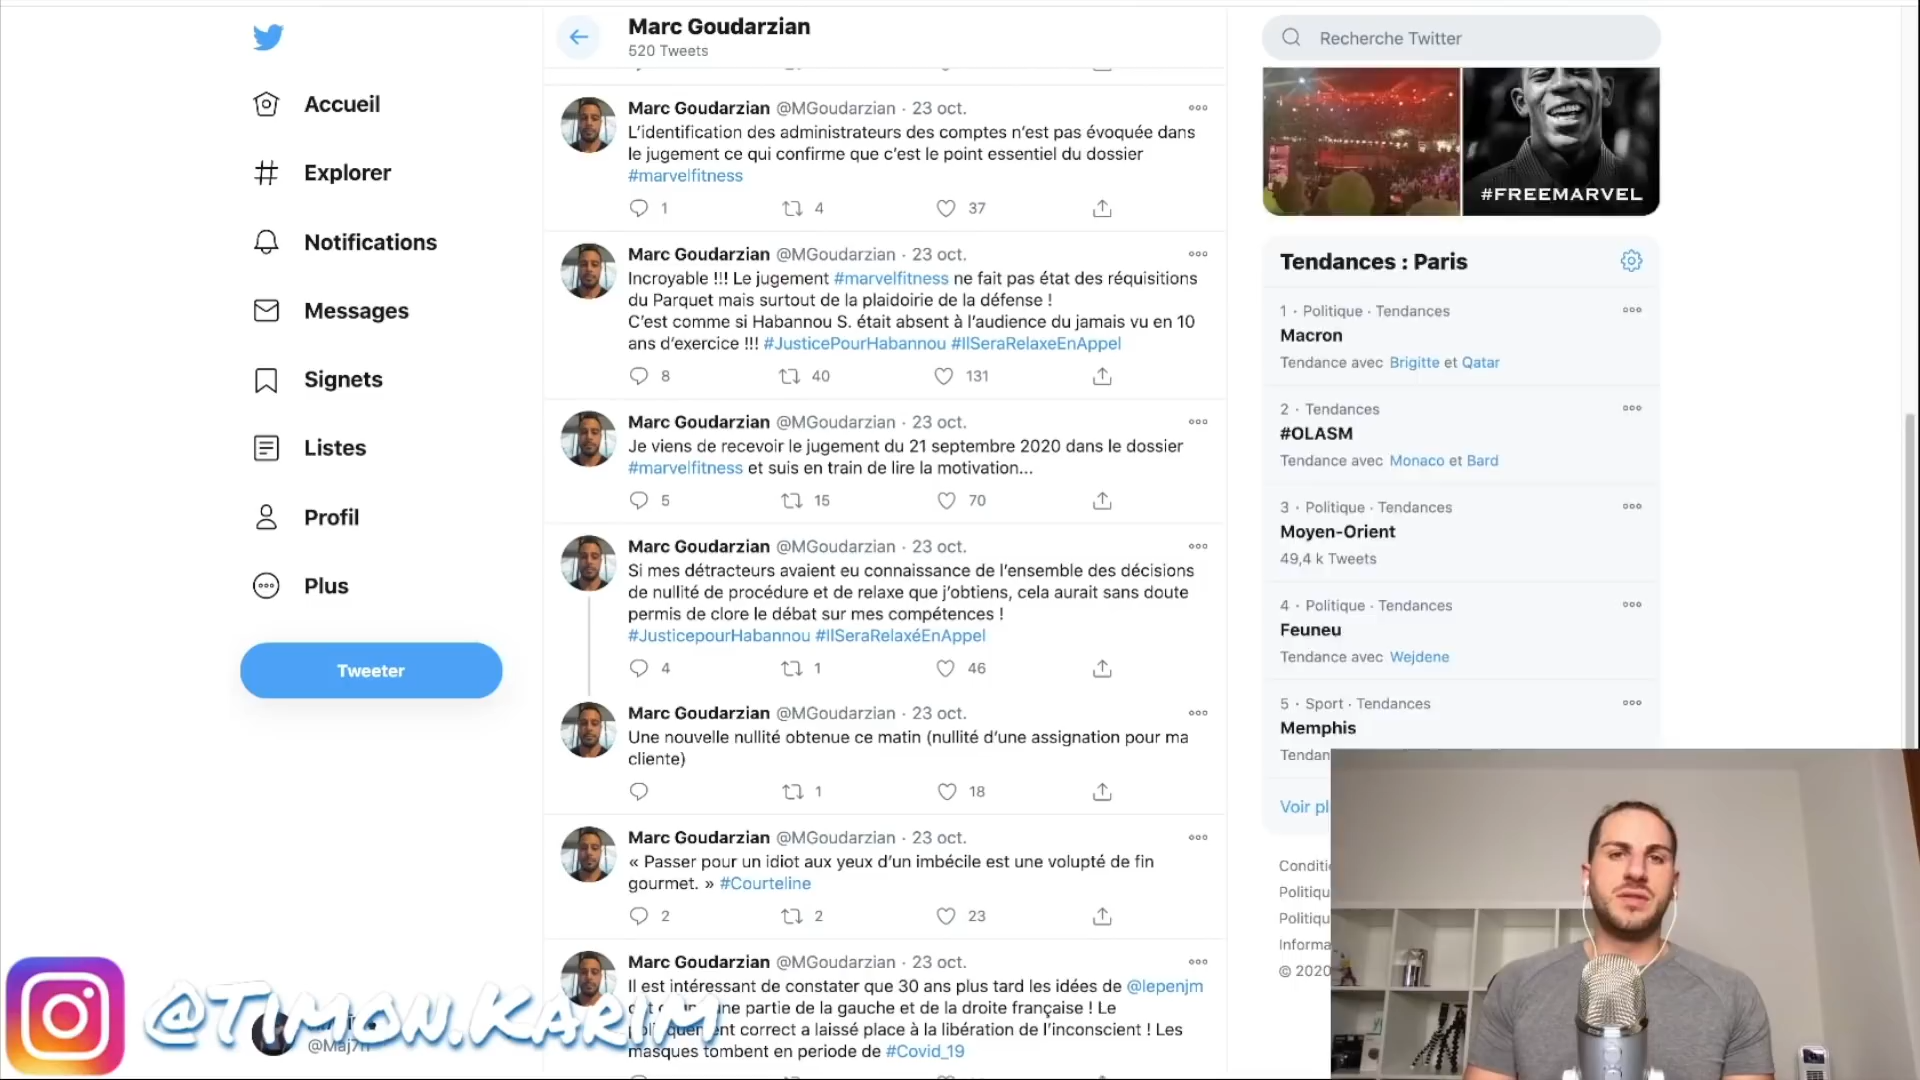 Accueil
Explorer
Notifications
Messages
Signets
Listes
Profil
Plus
Tweeter
@Maj7
@Timon.Karim
Marc Goudarzian
520 Tweets
Marc Goudarzian @MGoudarzian · 23 oct.
L’identification des administrateurs des comptes n’est pas évoquée dans
le jugement ce qui confirme que c’est le point essentiel du dossier
#marvelfitness
1 4 37
Marc Goudarzian @MGoudarzian · 23 oct.
Incroyable !!! Le jugement #marvelfitness ne fait pas état des réquisitions
du Parquet mais surtout de la plaidoirie de la défense !
C’est comme si Habannou S. était absent à l’audience du jamais vu en 10
ans d’exercice !!! #JusticePourHabannou #IlSeraRelaxeEnAppel
8 40 131
Marc Goudarzian @MGoudarzian · 23 oct.
Je viens de recevoir le jugement du 21 septembre 2020 dans le dossier
#marvelfitness et suis en train de lire la motivation...
5 15 70
Marc Goudarzian @MGoudarzian · 23 oct.
Si mes détracteurs avaient eu connaissance de l’ensemble des décisions
de nullité de procédure et de relaxe que j’obtiens, cela aurait sans doute
permis de clore le débat sur mes compétences !
#JusticepourHabannou #IlSeraRelaxéEnAppel
4 1 46
Marc Goudarzian @MGoudarzian · 23 oct.
Une nouvelle nullité obtenue ce matin (nullité d’une assignation pour ma
cliente)
1 18
Marc Goudarzian @MGoudarzian · 23 oct.
« Passer pour un idiot aux yeux d’un imbécile est une volupté de fin
gourmet. » #Courteline
2 2 23
Marc Goudarzian @MGoudarzian · 23 oct.
Il est intéressant de constater que 30 ans plus tard les idées de @lepenjm
une partie de la gauche et de la droite française ! Le
correct a laissé place à la libération de l’inconscient ! Les
masques tombent en periode de #Covid_19
Recherche Twitter
#FREEMARVEL
Tendances : Paris
1 · Politique · Tendances
Macron
Tendance avec Brigitte et Qatar
2 · Tendances
#OLASM
Tendance avec Monaco et Bard
3 · Politique · Tendances
Moyen-Orient
49,4 k Tweets
4 · Politique · Tendances
Feuneu
Tendance avec Wejdene
5 · Sport · Tendances
Memphis
Tendan
Voir pl
Conditi
Politiqu
Politiqu
Informa
© 2020